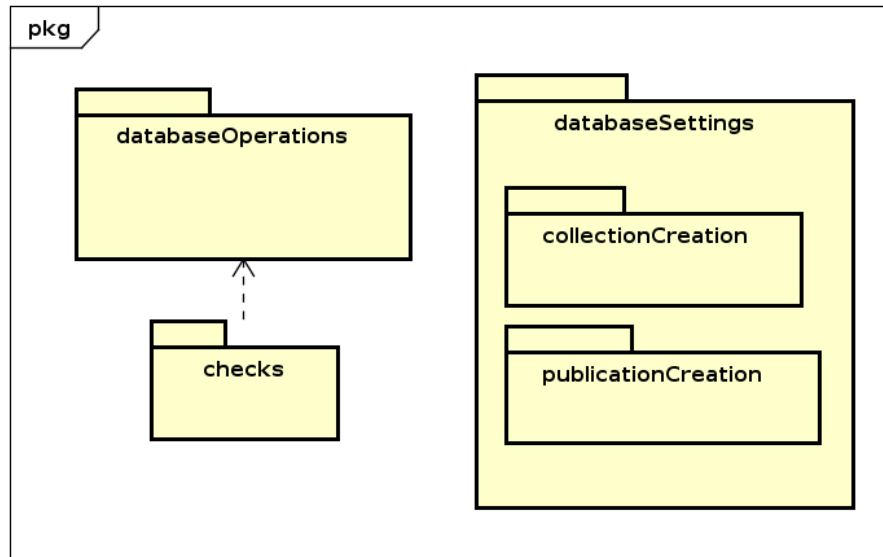 pkg
databaseOperations
databaseSettings
collectionCreation
checks
publicationCreation